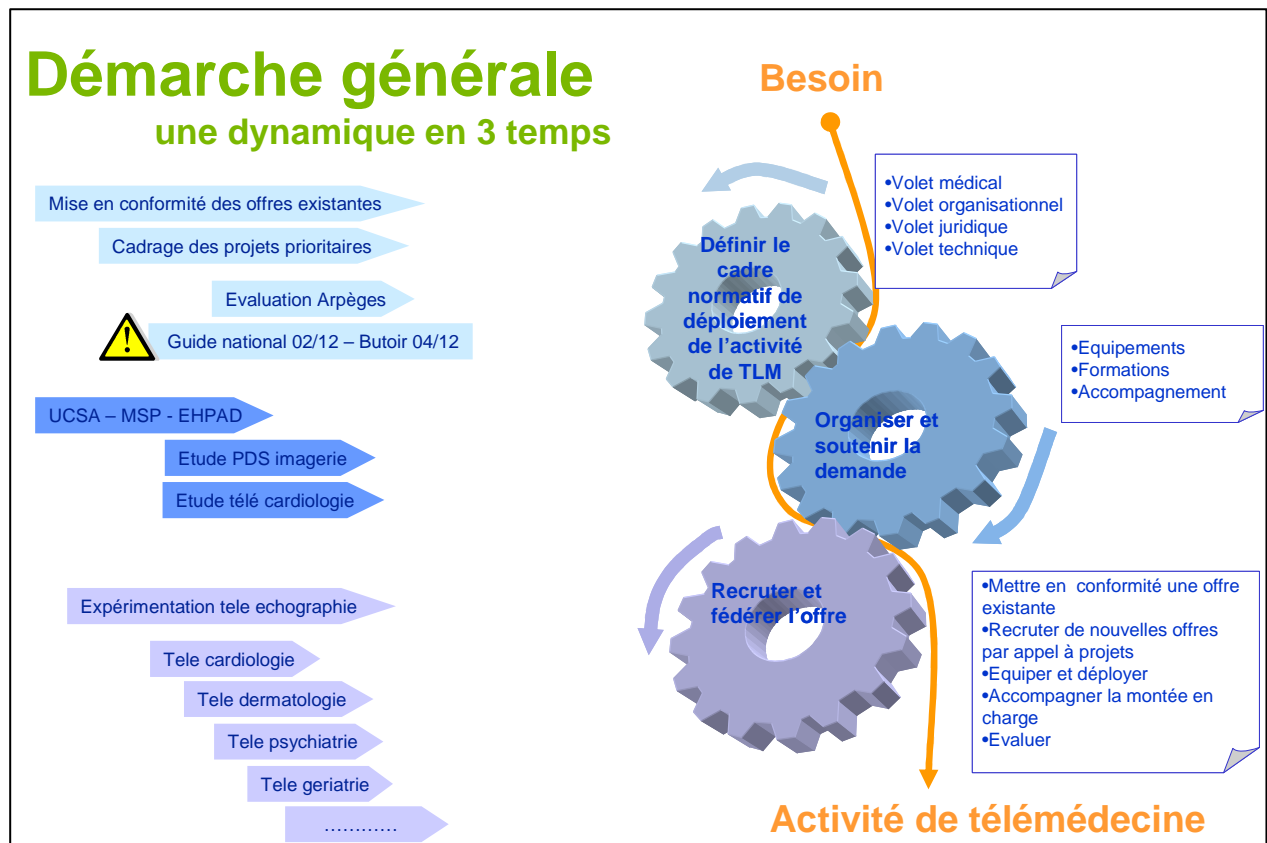 Démarche générale
une dynamique en 3 temps
Mise en conformité des offres existantes
Cadrage des projets prioritaires
Evaluation Arpèges
!
Guide national 02/12 – Butoir 04/12
UCSA – MSP - EHPAD
Etude PDS imagerie
Etude télé cardiologie
Expérimentation tele echographie
Tele cardiologie
Tele dermatologie
Tele psychiatrie
Tele geriatrie
…………
Besoin
•Volet médical
•Volet organisationnel
•Volet juridique
•Volet technique
Définir le
cadre
normatif de
déploiement
de l’activité
de TLM
•Equipements
•Formations
•Accompagnement
Organiser et
soutenir la
demande
Recruter et
fédérer l’offre
•Mettre en conformité une offre
existante
•Recruter de nouvelles offres
par appel à projets
•Equiper et déployer
•Accompagner la montée en
charge
•Evaluer
Activité de télémédecine